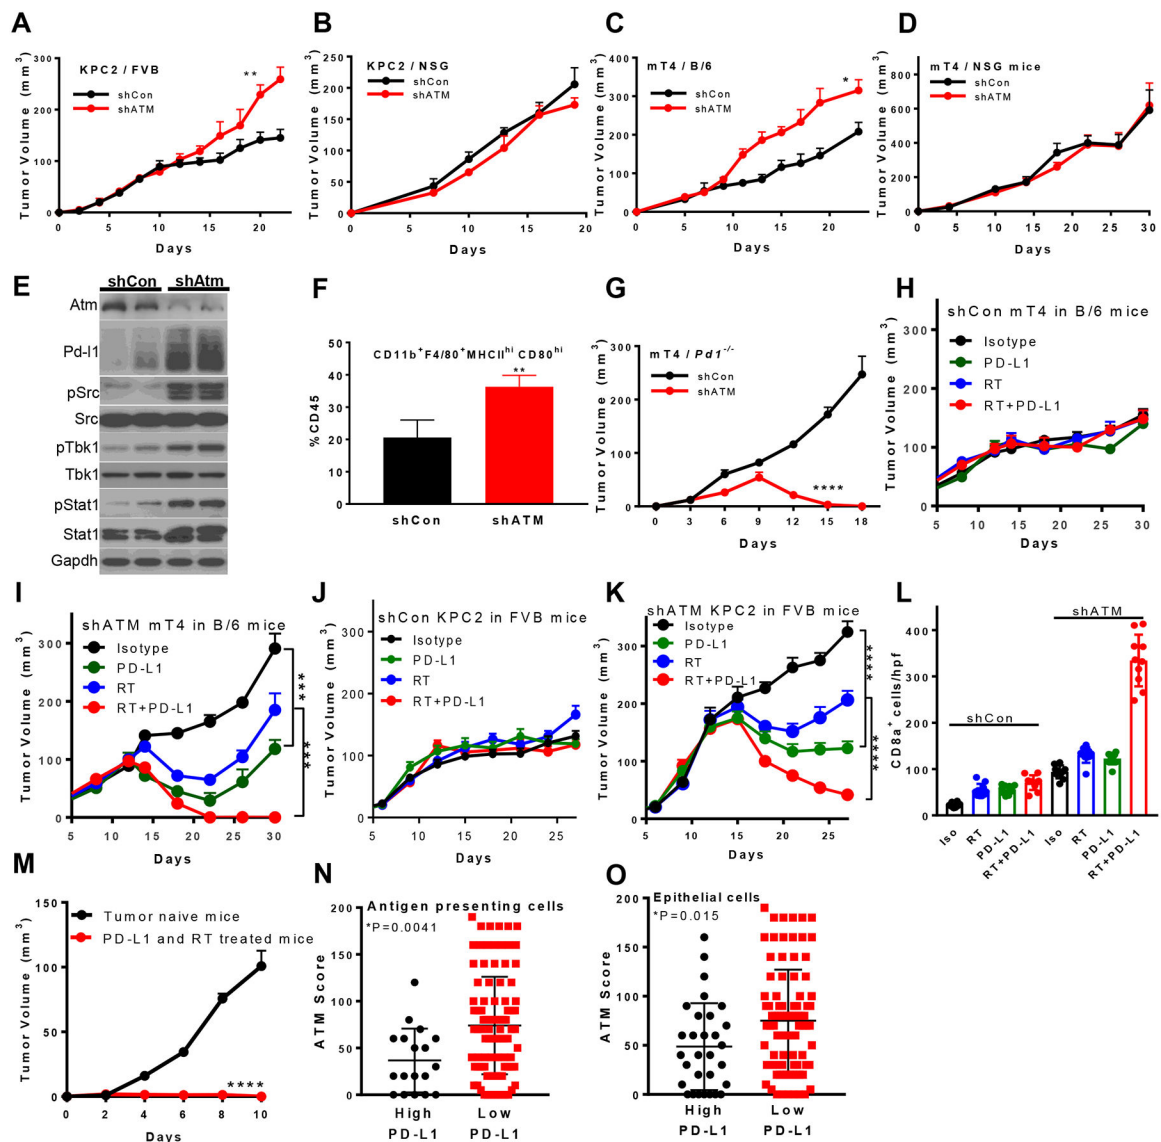 A
KPC2 / FVB
shCon
shATM
**
Tumor Volume (mm3)
300
200
100
0
0
5
10
15
20
Days
B
KPC2 / NSG
shCon
shATM
Tumor Volume (mm3)
250
200
150
100
50
0
0
5
10
15
20
Days
C
mT4 / B/6
shCon
shATM
*
Tumor Volume (mm3)
400
300
200
100
0
0
5
10
15
20
Days
D
mT4 / NSG mice
shCon
shATM
Tumor Volume (mm3)
800
600
400
200
0
0
5
10
15
20
25
30
Days
E
shCon shAtm
Atm
Pd-l1
pSrc
Src
pTbk1
Tbk1
pStat1
Stat1
Gapdh
F
CD11b+F4/80+MHCIIhi CD80hi
**
%CD45
50
40
30
20
10
0
shCon
shATM
G
mT4 / Pd1-/-
shCon
shATM
****
Tumor Volume (mm3)
300
200
100
0
0
3
6
9
12
15
18
Days
H
shCon mT4 in B/6 mice
Isotype
PD-L1
RT
RT+PD-L1
Tumor Volume (mm3)
300
200
100
0
5
10
15
20
25
30
Days
I
shATM mT4 in B/6 mice
Isotype
PD-L1
RT
RT+PD-L1
***
***
Tumor Volume (mm3)
300
200
100
0
5
10
15
20
25
30
Days
J
shCon KPC2 in FVB mice
Isotype
PD-L1
RT
RT+PD-L1
Tumor Volume (mm3)
300
200
100
0
5
10
15
20
25
Days
K
shATM KPC2 in FVB mice
Isotype
PD-L1
RT
RT+PD-L1
****
****
Tumor Volume (mm3)
400
300
200
100
0
5
10
15
20
25
Days
L
shATM
shCon
CD8a+cells/hpf
400
300
200
100
0
Iso
RT
PD-L1
RT+PD-L1
Iso
RT
PD-L1
RT+PD-L1
M
Tumor naive mice
PD-L1 and RT treated mice
****
Tumor Volume (mm3)
150
100
50
0
0
2
4
6
8
10
Days
N
Antigen presenting cells
*P=0.0041
ATM Score
200
150
100
50
0
High
PD-L1
Low
PD-L1
O
Epithelial cells
*P=0.015
ATM Score
200
150
100
50
0
High
PD-L1
Low
PD-L1